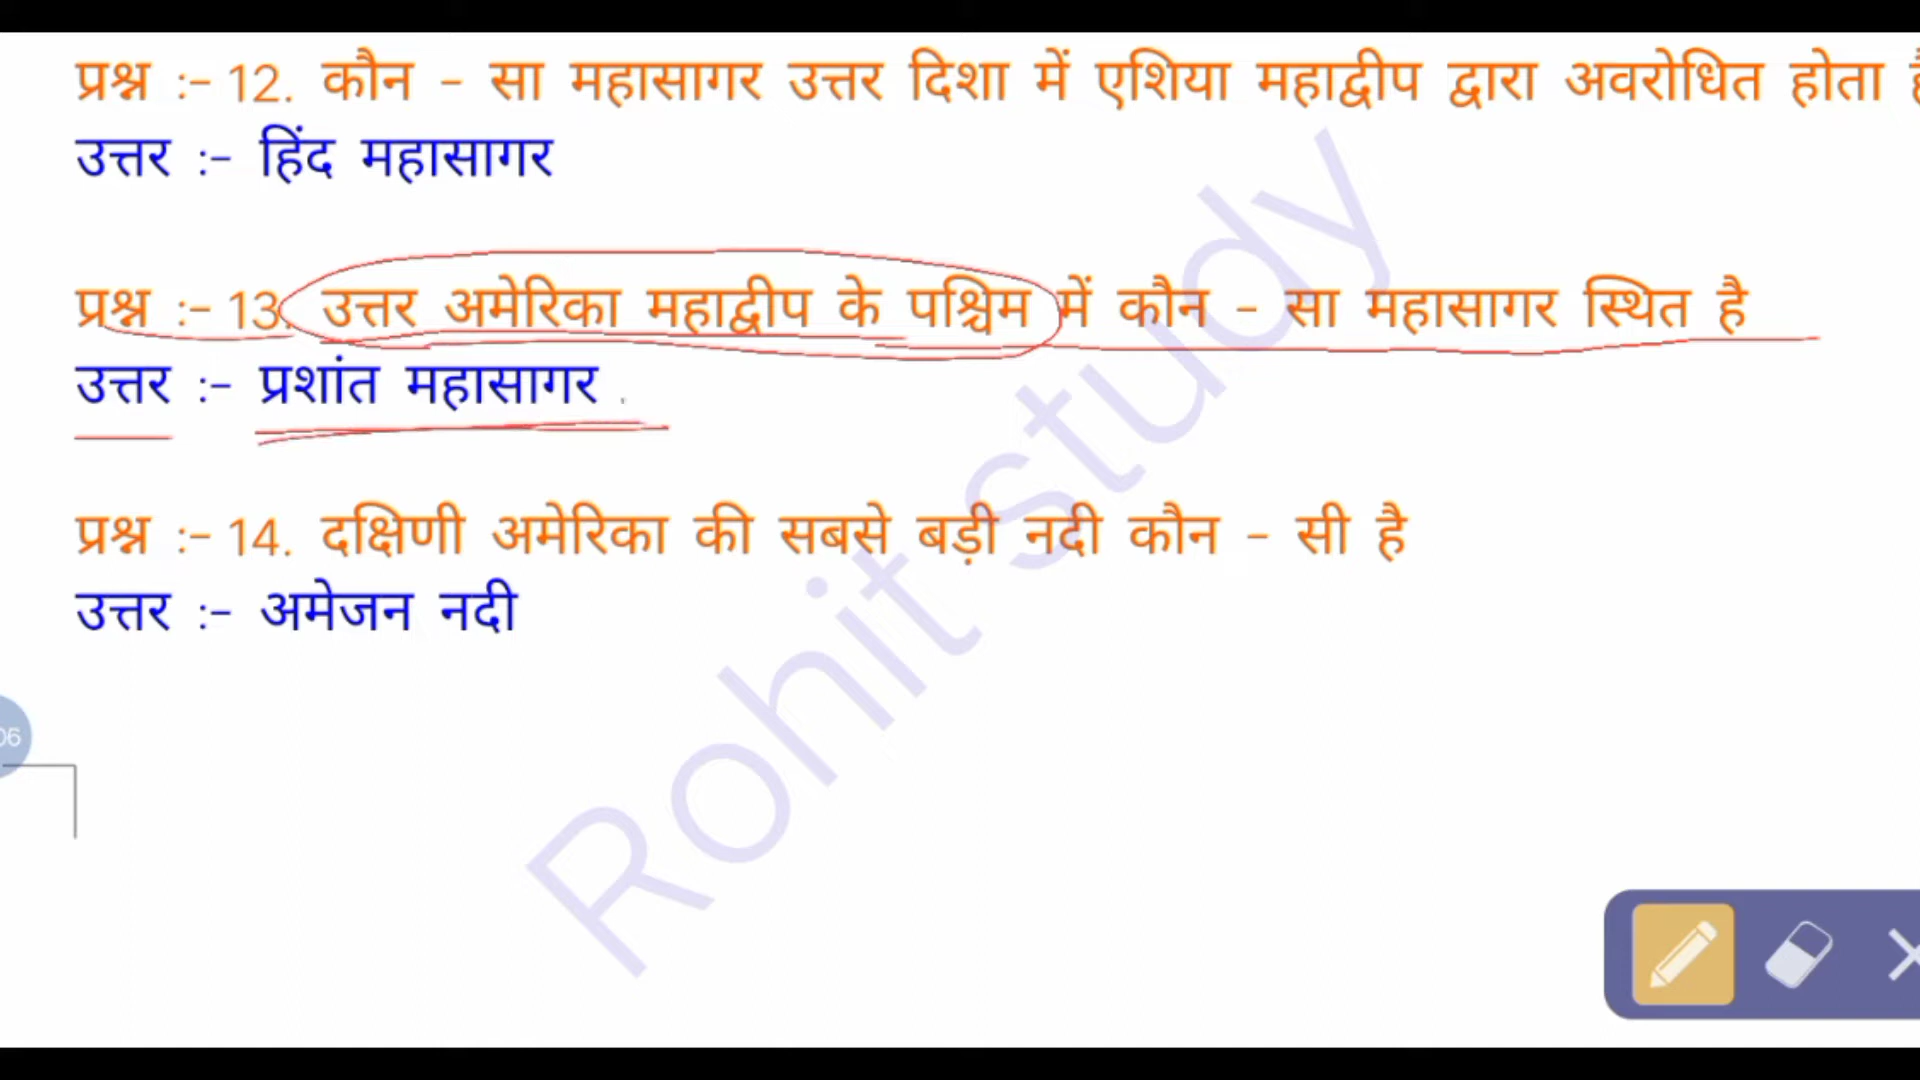 प्रश्न :- 12. कौन - सा महासागर उत्तर दिशा में एशिया महाद्वीप द्वारा अवरोधित होता
उत्तर :- हिंद महासागर
प्रश्न :- 13. उत्तर अमेरिका महाद्वीप के पश्चिम में कौन - सा महासागर स्थित है
उत्तर :- प्रशांत महासागर
प्रश्न :- 14. दक्षिणी अमेरिका की सबसे बड़ी नदी कौन - सी है
उत्तर :- अमेजन नदी
Rohit study
06